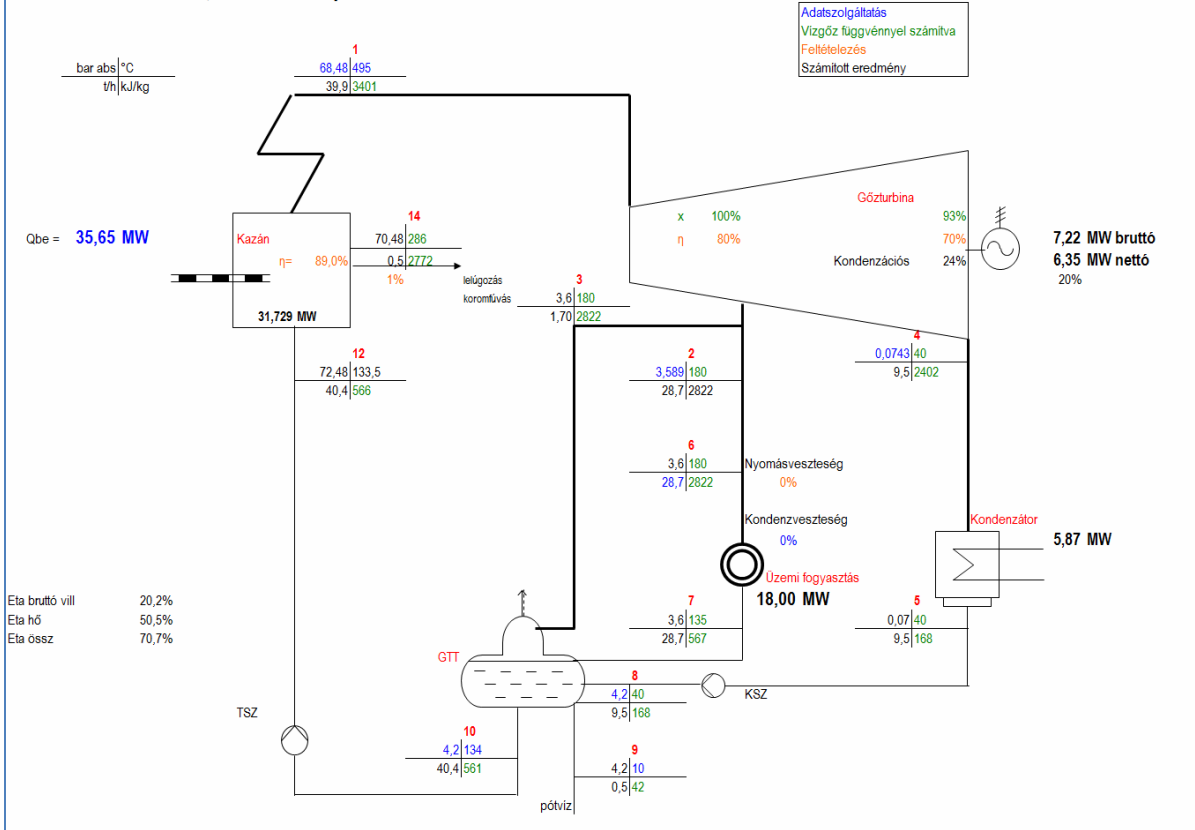 Adatszolgáltatás
Vízgőz függvénnyel számítva
Feltételezés
Számított eredmény
bar abs °C
t/h kJ/kg
1
68,48 495
39,9 3401
Gőzturbina
x 100% 93%
η 80% 70%
Kondenzációs 24%
7,22 MW bruttó
6,35 MW nettó
20%
Qbe = 35,65 MW
Kazán
η= 89,0%
31,729 MW
14
70,48 286
0,5 2772
1%
lelúgozás
koromfúvás
3
3,6 180
1,70 2822
12
72,48 133,5
40,4 566
2
3,589 180
28,7 2822
4
0,0743 40
9,5 2402
6
3,6 180
28,7 2822
Nyomásveszteség
0%
Kondenzveszteség
0%
Kondenzátor
5,87 MW
Üzemi fogyasztás
18,00 MW
Eta bruttó vill 20,2%
Eta hő 50,5%
Eta össz 70,7%
7
3,6 135
28,7 567
5
0,07 40
9,5 168
GTT
8
4,2 40
9,5 168
KSZ
TSZ
10
4,2 134
40,4 561
9
4,2 10
0,5 42
pótvíz